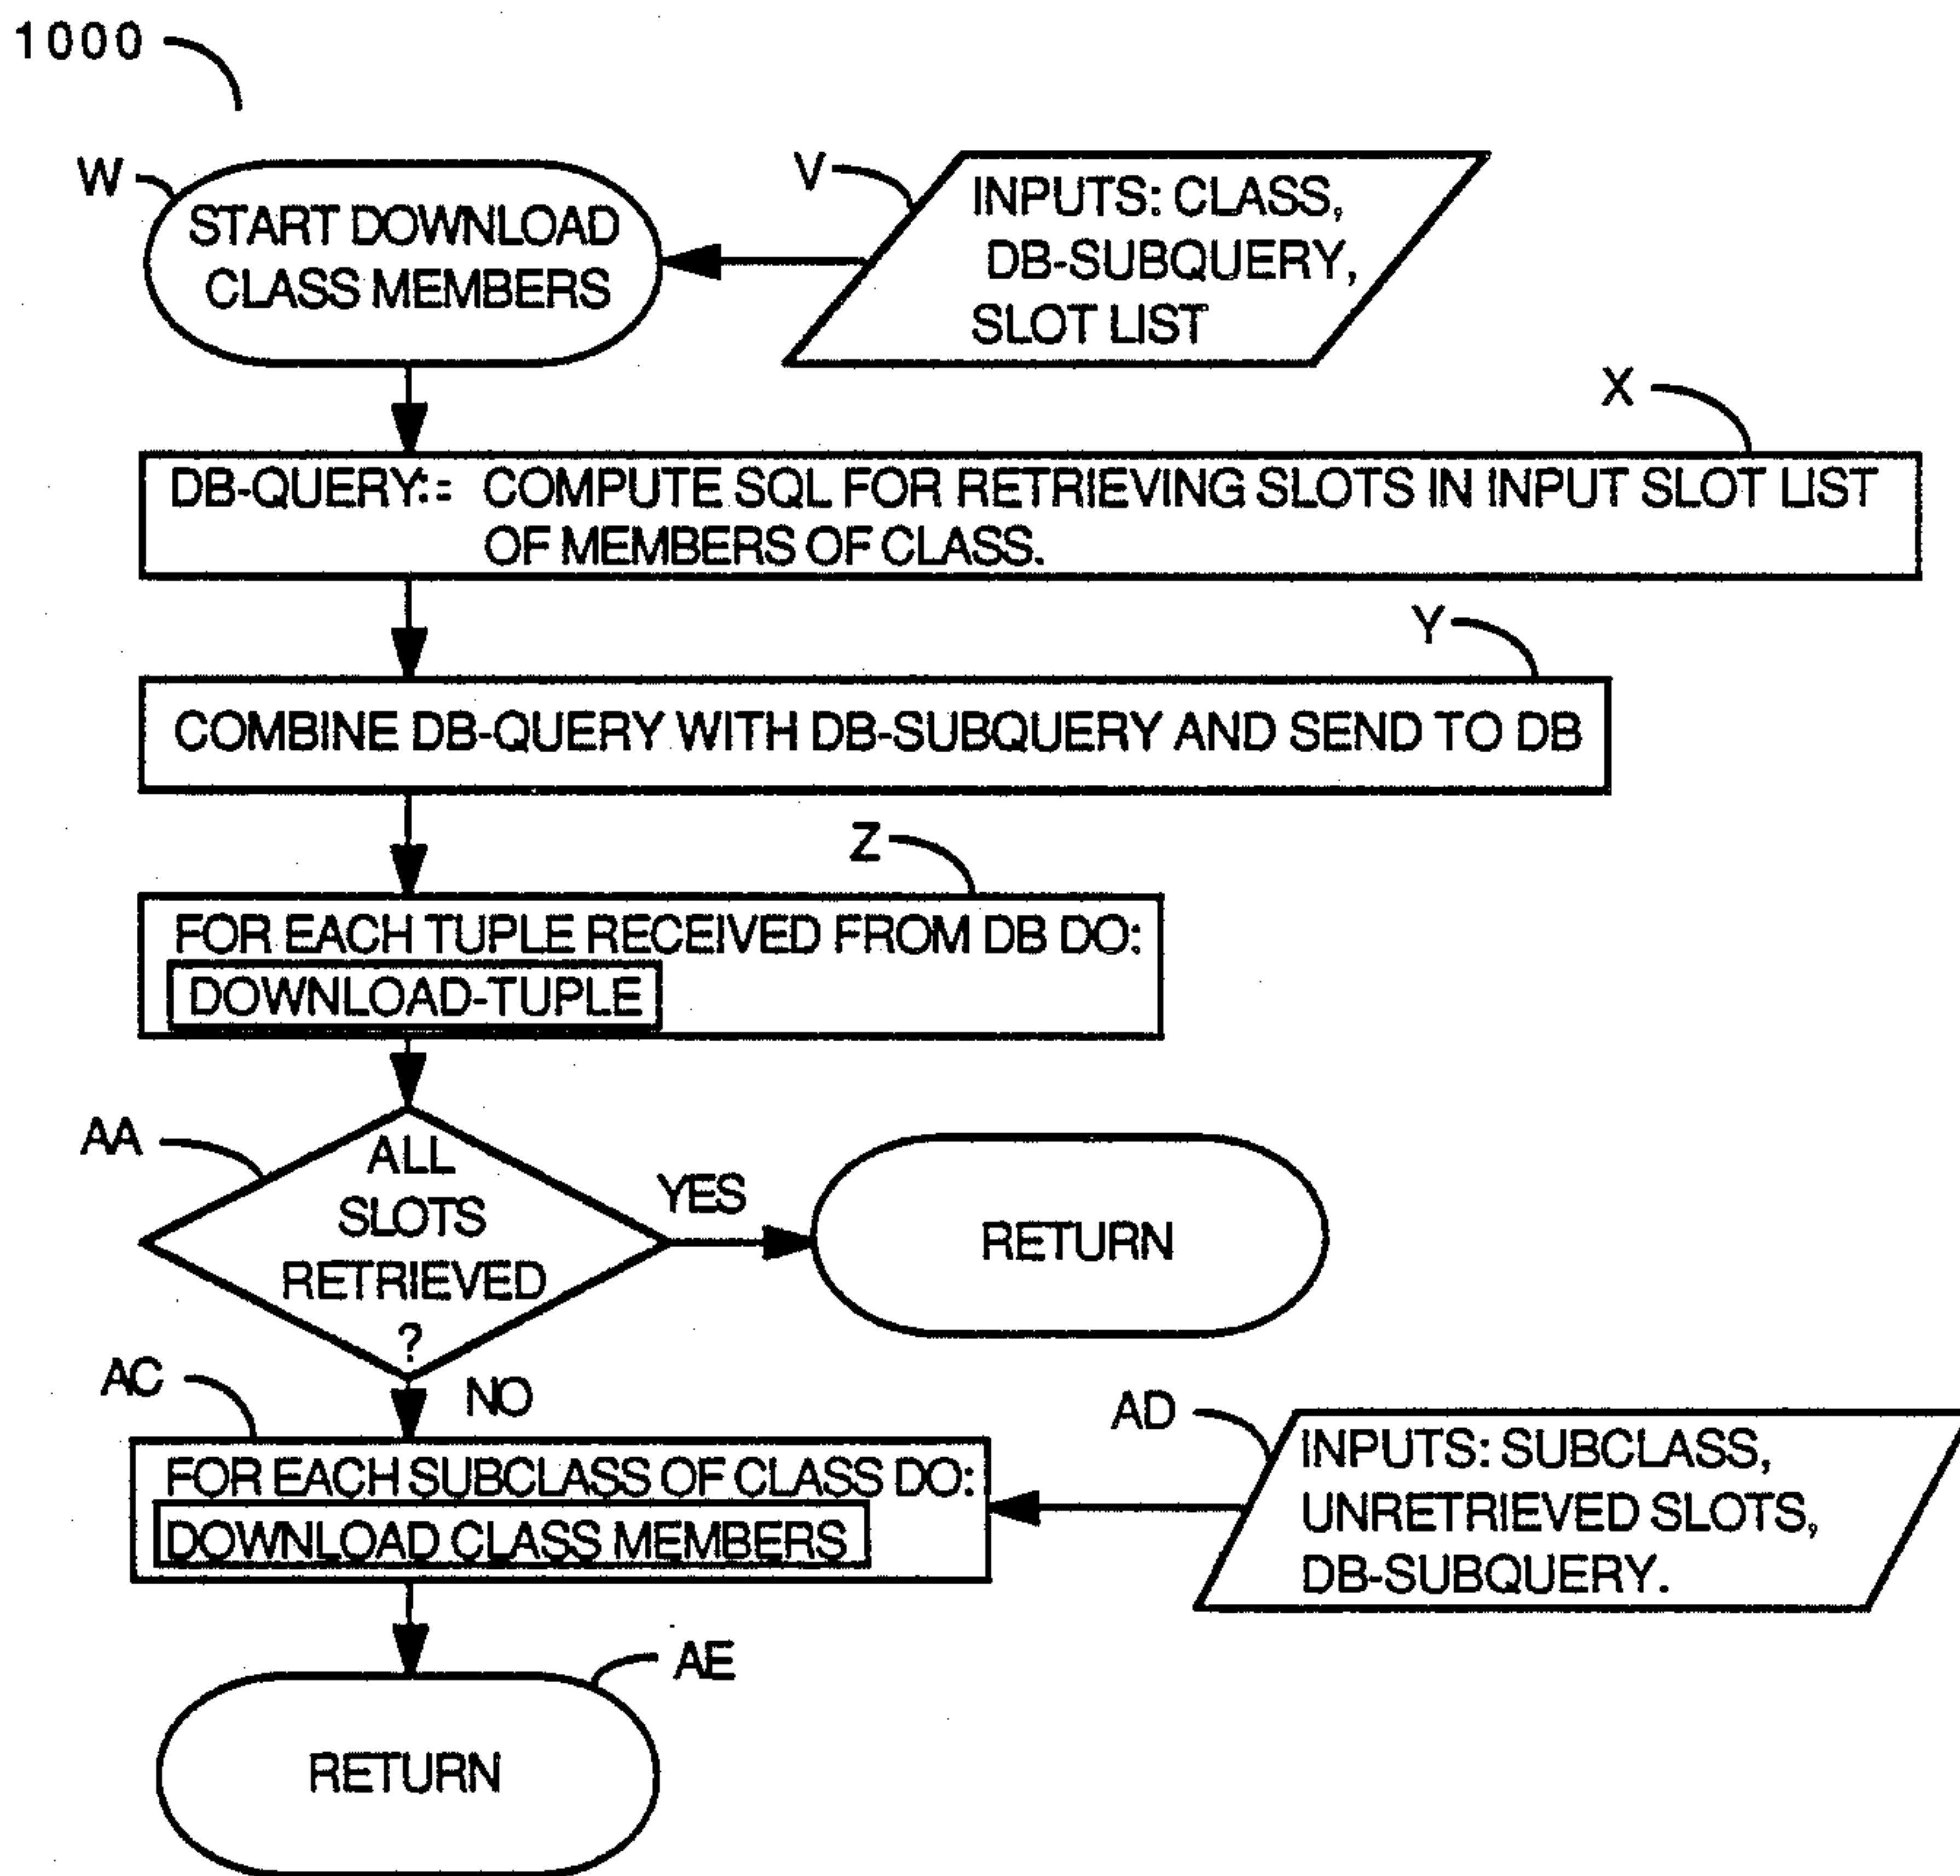 1000
W
START DOWNLOAD
CLASS MEMBERS
V
INPUTS: CLASS,
DB-SUBQUERY,
SLOT LIST
X
DB-QUERY:= COMPUTE SQL FOR RETRIEVING SLOTS IN INPUT SLOT LIST
OF MEMBERS OF CLASS.
Y
COMBINE DB-QUERY WITH DB-SUBQUERY AND SEND TO DB
Z
FOR EACH TUPLE RECEIVED FROM DB DO:
DOWNLOAD-TUPLE
AA
ALL
SLOTS
RETRIEVED
?
YES
RETURN
NO
AC
FOR EACH SUBCLASS OF CLASS DO:
DOWNLOAD CLASS MEMBERS
AD
INPUTS: SUBCLASS,
UNRETRIEVED SLOTS,
DB-SUBQUERY.
AE
RETURN